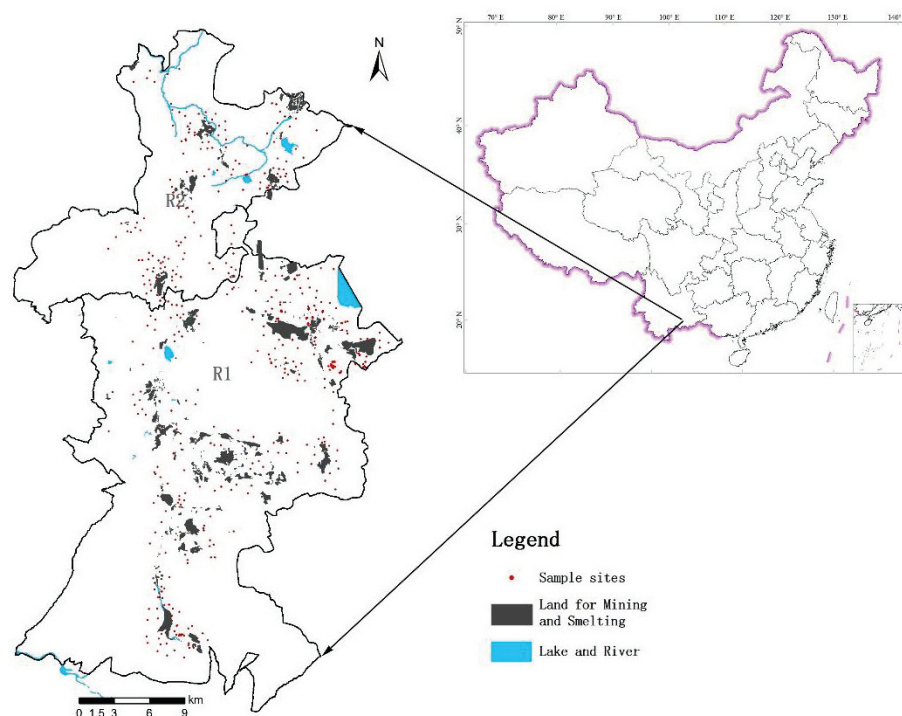 70° E 80° E 90° E 100° E 110° E 120° E 130° E 140° E
50° N
40° N
30° N
20° N
N
R2
R1
Legend
Sample sites
Land for Mining
and Smelting
Lake and River
km
0 1.5 3 6 9